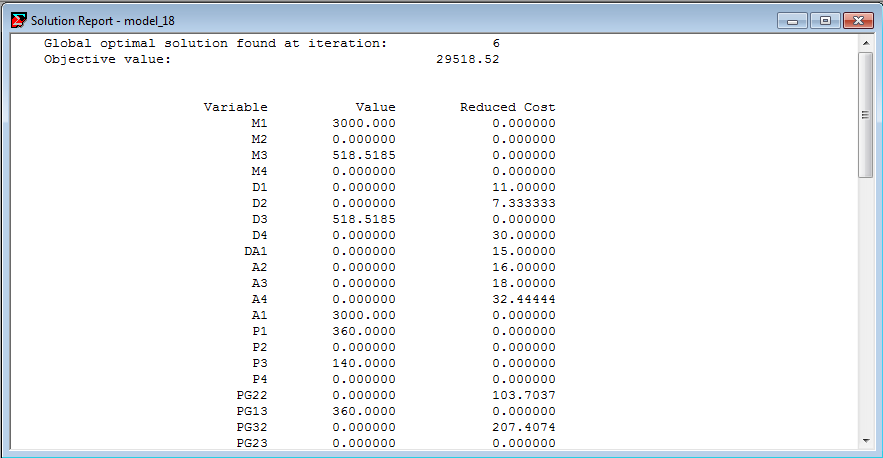 Solution Report - model_18
Global optimal solution found at iteration: 6
Objective value: 29518.52
Variable Value Reduced Cost
M1 3000.000 0.000000
M2 0.000000 0.000000
M3 518.5185 0.000000
M4 0.000000 0.000000
D1 0.000000 11.00000
D2 0.000000 7.333333
D3 518.5185 0.000000
D4 0.000000 30.00000
DA1 0.000000 15.00000
A2 0.000000 16.00000
A3 0.000000 18.00000
A4 0.000000 32.44444
A1 3000.000 0.000000
P1 360.0000 0.000000
P2 0.000000 0.000000
P3 140.0000 0.000000
P4 0.000000 0.000000
PG22 0.000000 103.7037
PG13 360.0000 0.000000
PG32 0.000000 207.4074
PG23 0.000000 0.000000